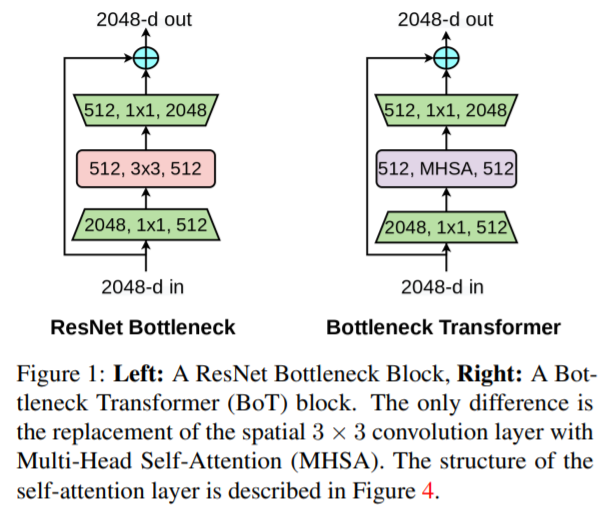 2048-d out
512, 1x1, 2048
512, 3x3, 512
2048, 1x1, 512
2048-d in
ResNet Bottleneck
2048-d out
512, 1x1, 2048
512, MHSA, 512
2048, 1x1, 512
2048-d in
Bottleneck Transformer
Figure 1: Left: A ResNet Bottleneck Block, Right: A Bot-
tleneck Transformer (BoT) block. The only difference is
the replacement of the spatial 3 × 3 convolution layer with
Multi-Head Self-Attention (MHSA). The structure of the
self-attention layer is described in Figure 4.